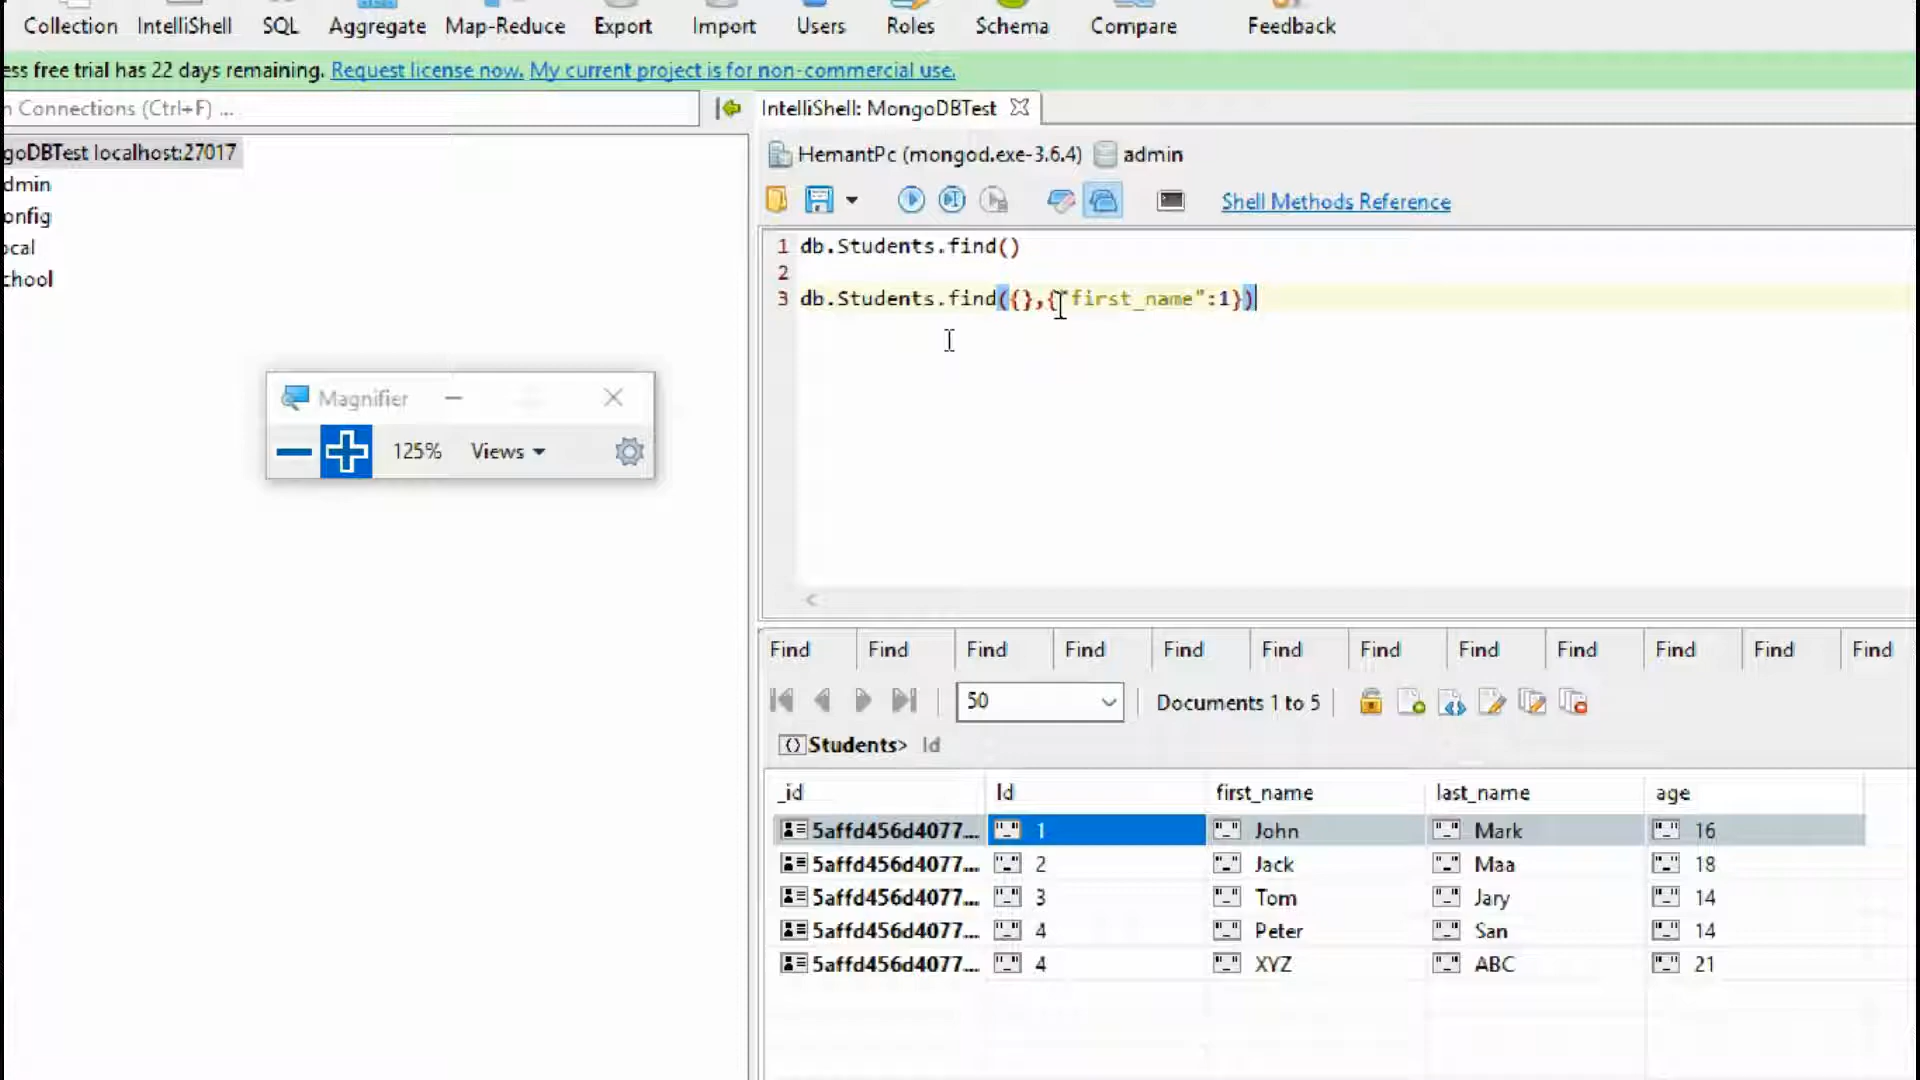 Collection IntelliShell SQL Aggregate Map-Reduce Export Import Users Roles Schema Compare Feedback
ess free trial has 22 days remaining. Request license now. My current project is for non-commercial use.
n Connections (Ctrl+F) ...
IntelliShell: MongoDBTest
goDBTest localhost:27017
dmin
onfig
ocal
chool
HemantPc (mongod.exe-3.6.4) admin
Shell Methods Reference
1 db.Students.find()
2
3 db.Students.find({},{"first_name":1})
Magnifier
125% Views
Find Find Find Find Find Find Find Find Find Find Find Find
50 Documents 1 to 5
Students> Id
_id Id first_name last_name age
5affd456d4077... 1 John Mark 16
5affd456d4077... 2 Jack Maa 18
5affd456d4077... 3 Tom Jary 14
5affd456d4077... 4 Peter San 14
5affd456d4077... 4 XYZ ABC 21